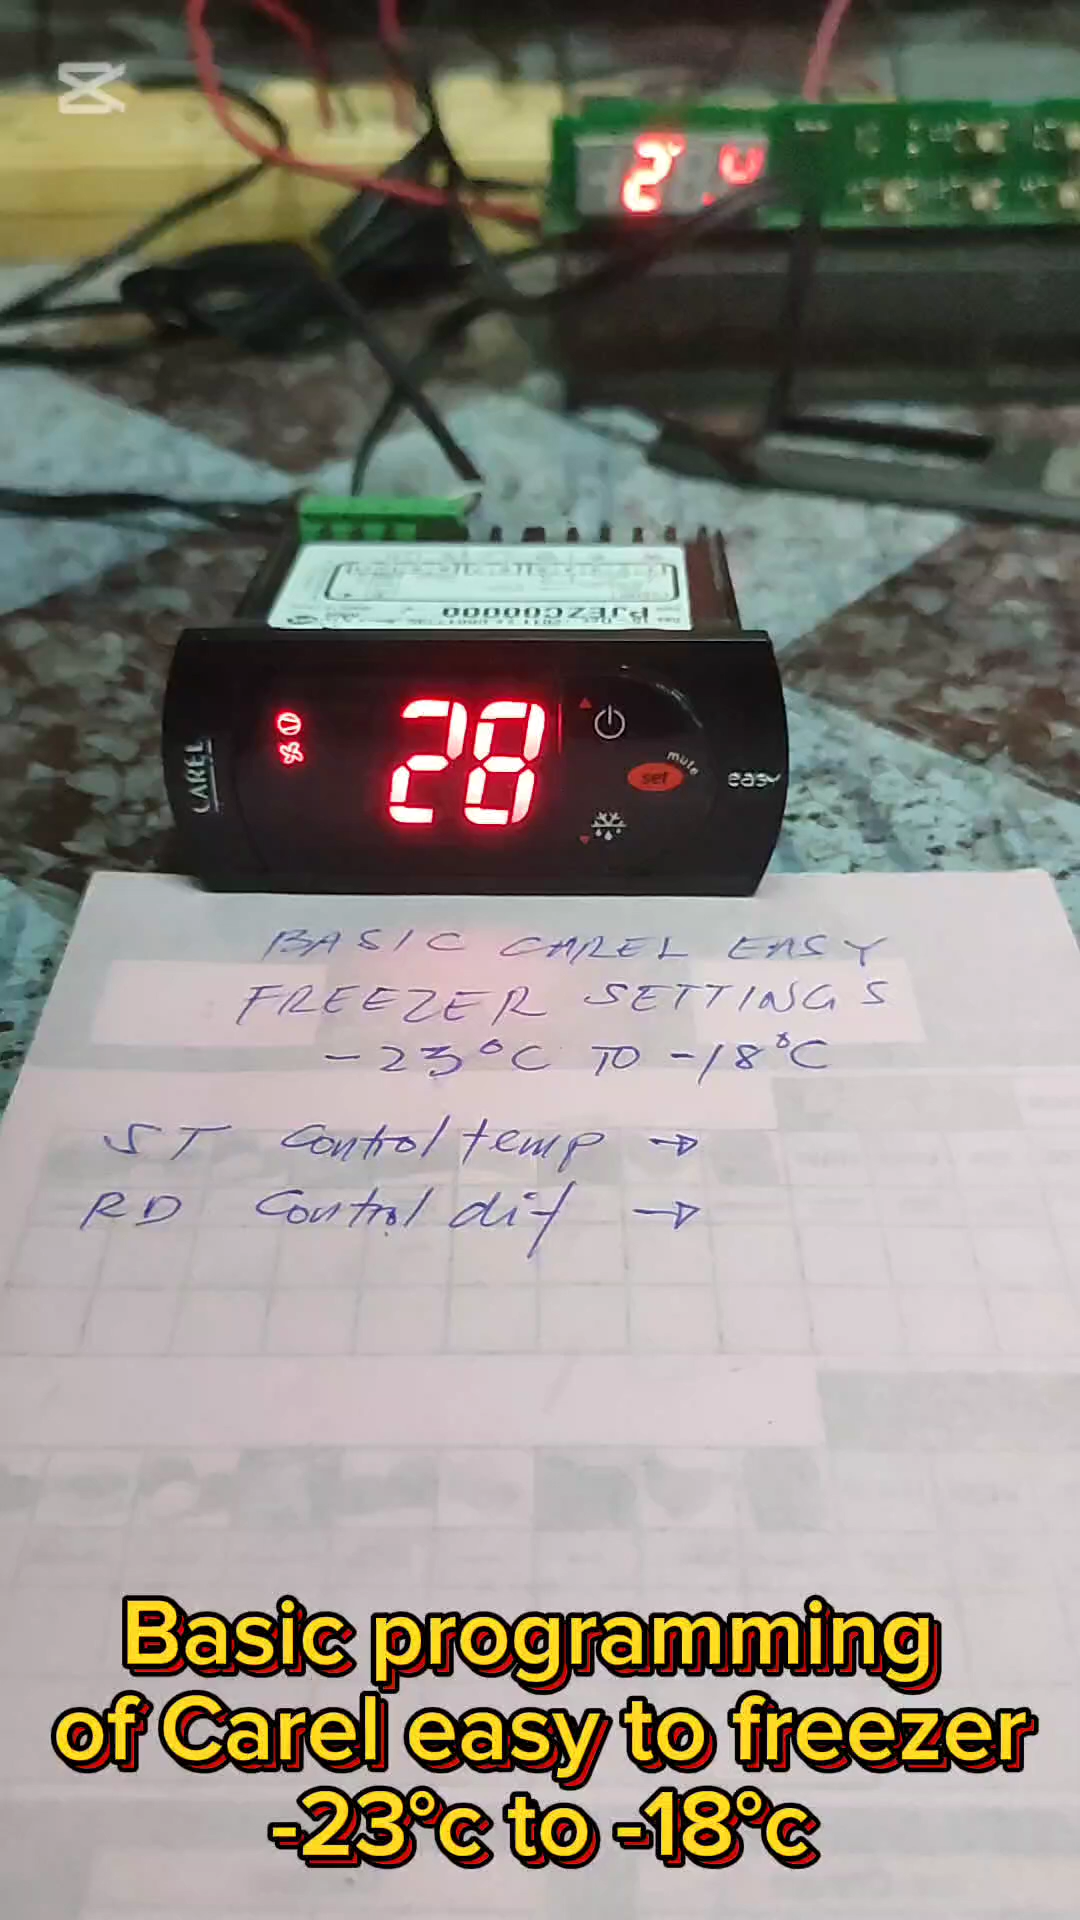 28
CAREL
PJEZC00000
mute
set
easy
BASIC CAREL EASY
FREEZER SETTINGS
-23°C TO -18°C
ST Control temp →
RD Control dif →
Basic programming
of Carel easy to freezer
-23°c to -18°c